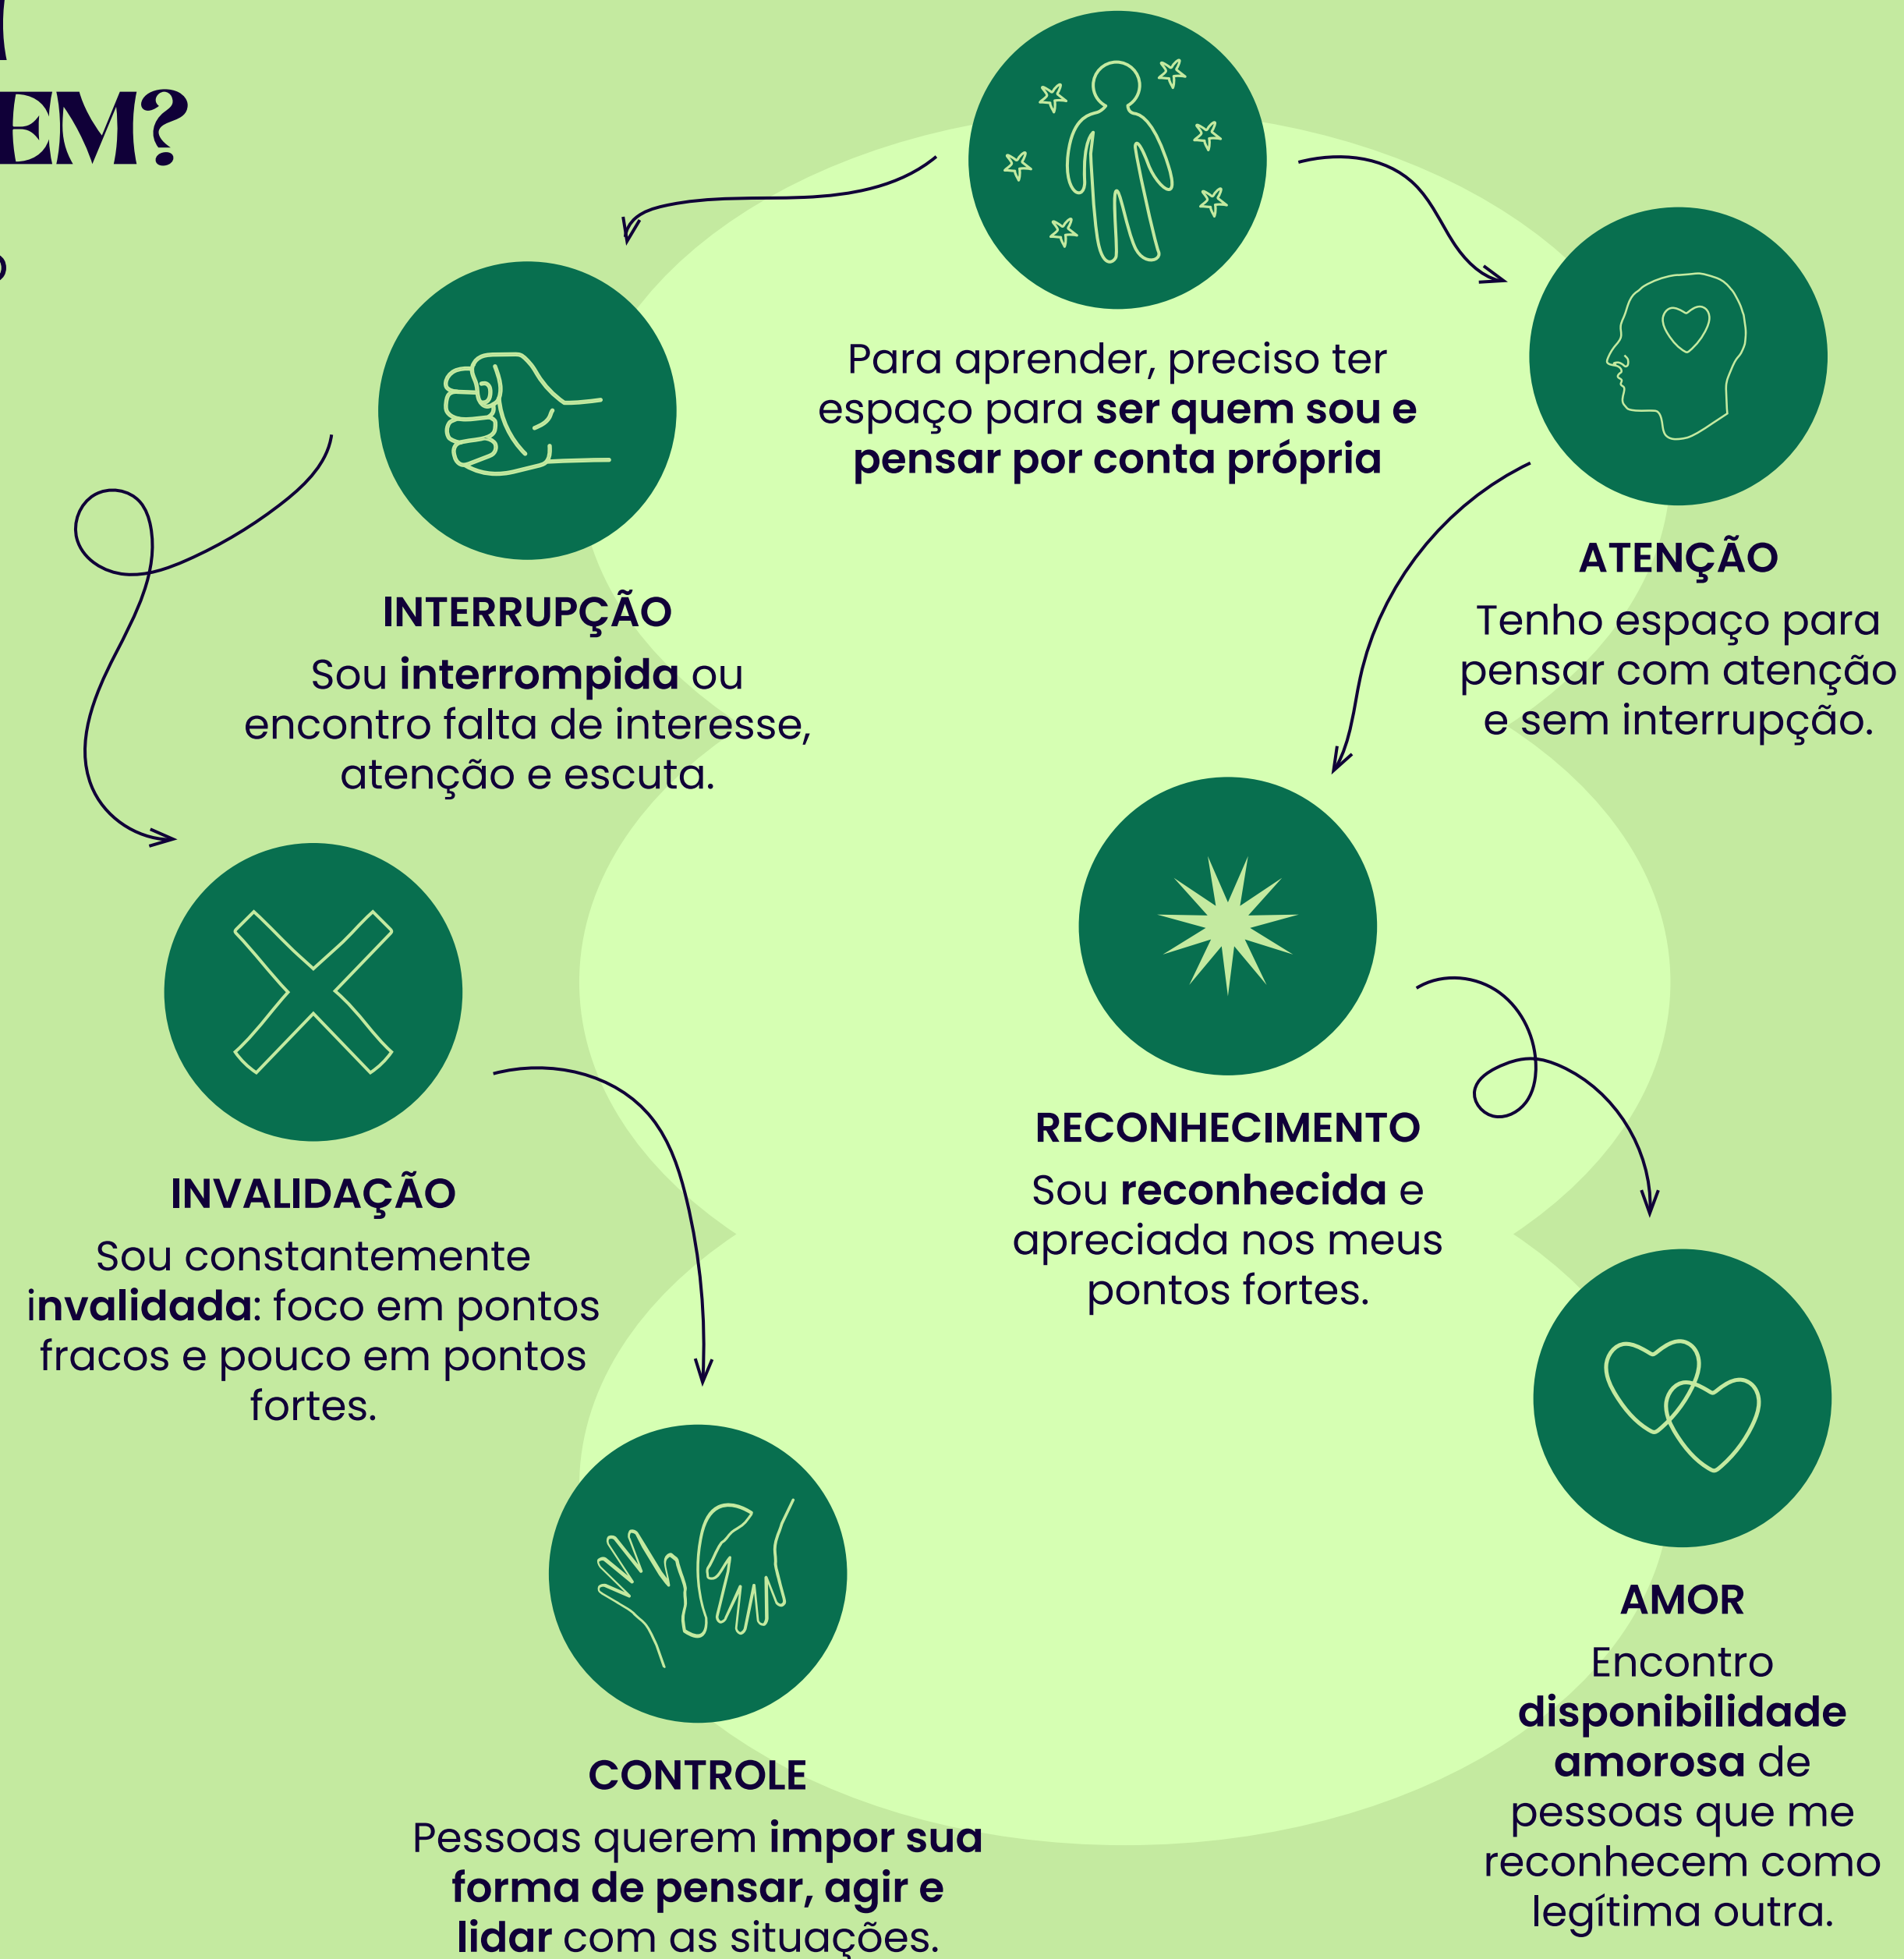 EM?
Para aprender, preciso ter
espaço para ser quem sou e
pensar por conta própria
INTERRUPÇÃO
Sou interrompida ou
encontro falta de interesse,
atenção e escuta.
INVALIDAÇÃO
Sou constantemente
invalidada: foco em pontos
fracos e pouco em pontos
fortes.
CONTROLE
Pessoas querem impor sua
forma de pensar, agir e
lidar com as situações.
ATENÇÃO
Tenho espaço para
pensar com atenção
e sem interrupção.
RECONHECIMENTO
Sou reconhecida e
apreciada nos meus
pontos fortes.
AMOR
Encontro
disponibilidade
amorosa de
pessoas que me
reconhecem como
legítima outra.